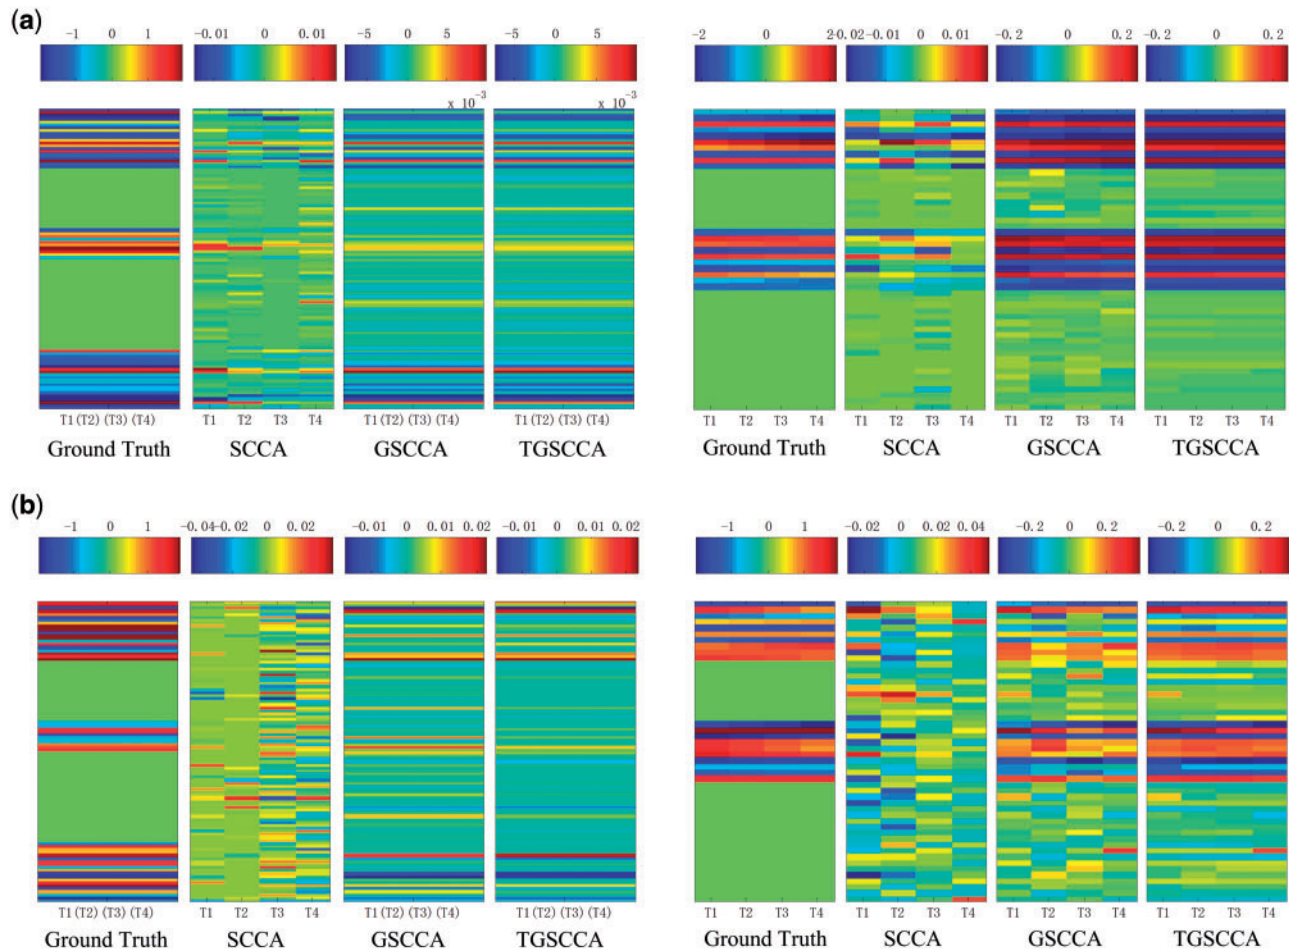 (a)
-1 0 1 -0.01 0 0.01 -5 0 5 -5 0 5 -2 0 2 -0.02 -0.01 0 0.01 -0.2 0 0.2 -0.2 0 0.2
x 10⁻³ x 10⁻³
T1 (T2) (T3) (T4) T1 T2 T3 T4 T1 (T2) (T3) (T4) T1 (T2) (T3) (T4) T1 T2 T3 T4 T1 T2 T3 T4 T1 T2 T3 T4 T1 T2 T3 T4
Ground Truth SCCA GSCCA TGSCCA Ground Truth SCCA GSCCA TGSCCA
(b)
-1 0 1 -0.04 -0.02 0 0.02 -0.01 0 0.01 0.02 -0.01 0 0.01 0.02 -1 0 1 -0.02 0 0.02 0.04 -0.2 0 0.2 -0.2 0 0.2
T1 (T2) (T3) (T4) T1 T2 T3 T4 T1 (T2) (T3) (T4) T1 (T2) (T3) (T4) T1 T2 T3 T4 T1 T2 T3 T4 T1 T2 T3 T4 T1 T2 T3 T4
Ground Truth SCCA GSCCA TGSCCA Ground Truth SCCA GSCCA TGSCCA